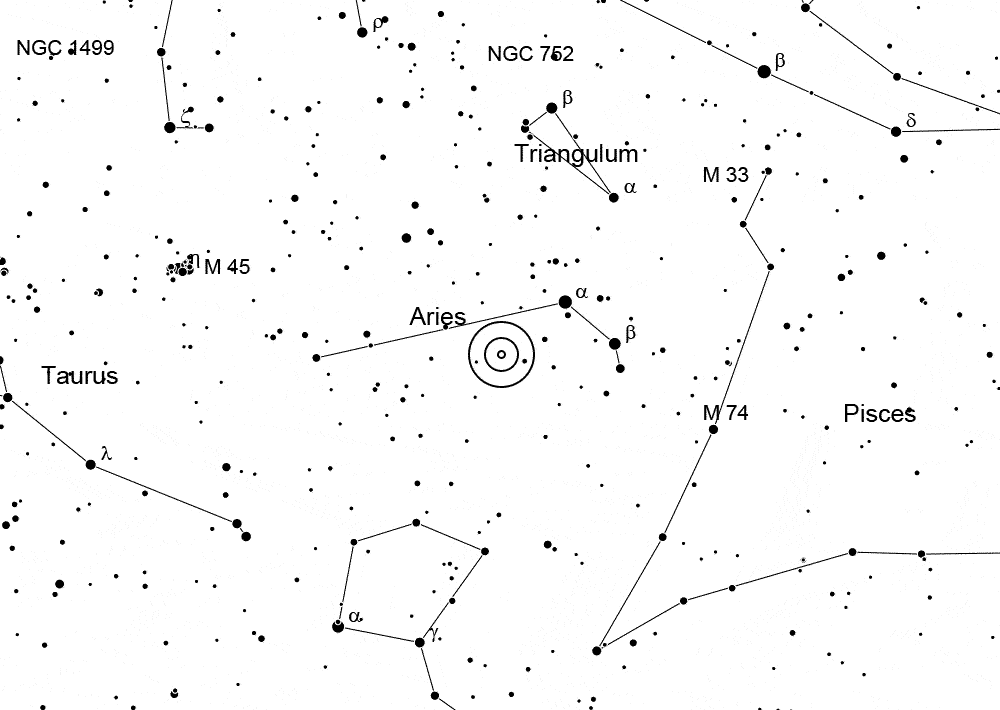 ρ
NGC 1499
NGC 752
β
β
ζ
δ
Triangulum
M 33
α
η
M 45
α
Aries
β
Taurus
M 74
Pisces
λ
α
γ